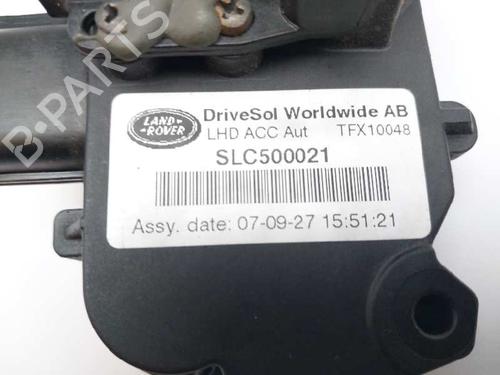 LAND
ROVER
DriveSol Worldwide AB
LHD ACC Aut TFX10048
SLC500021
Assy. date: 07-09-27 15:51:21
B-PARTS